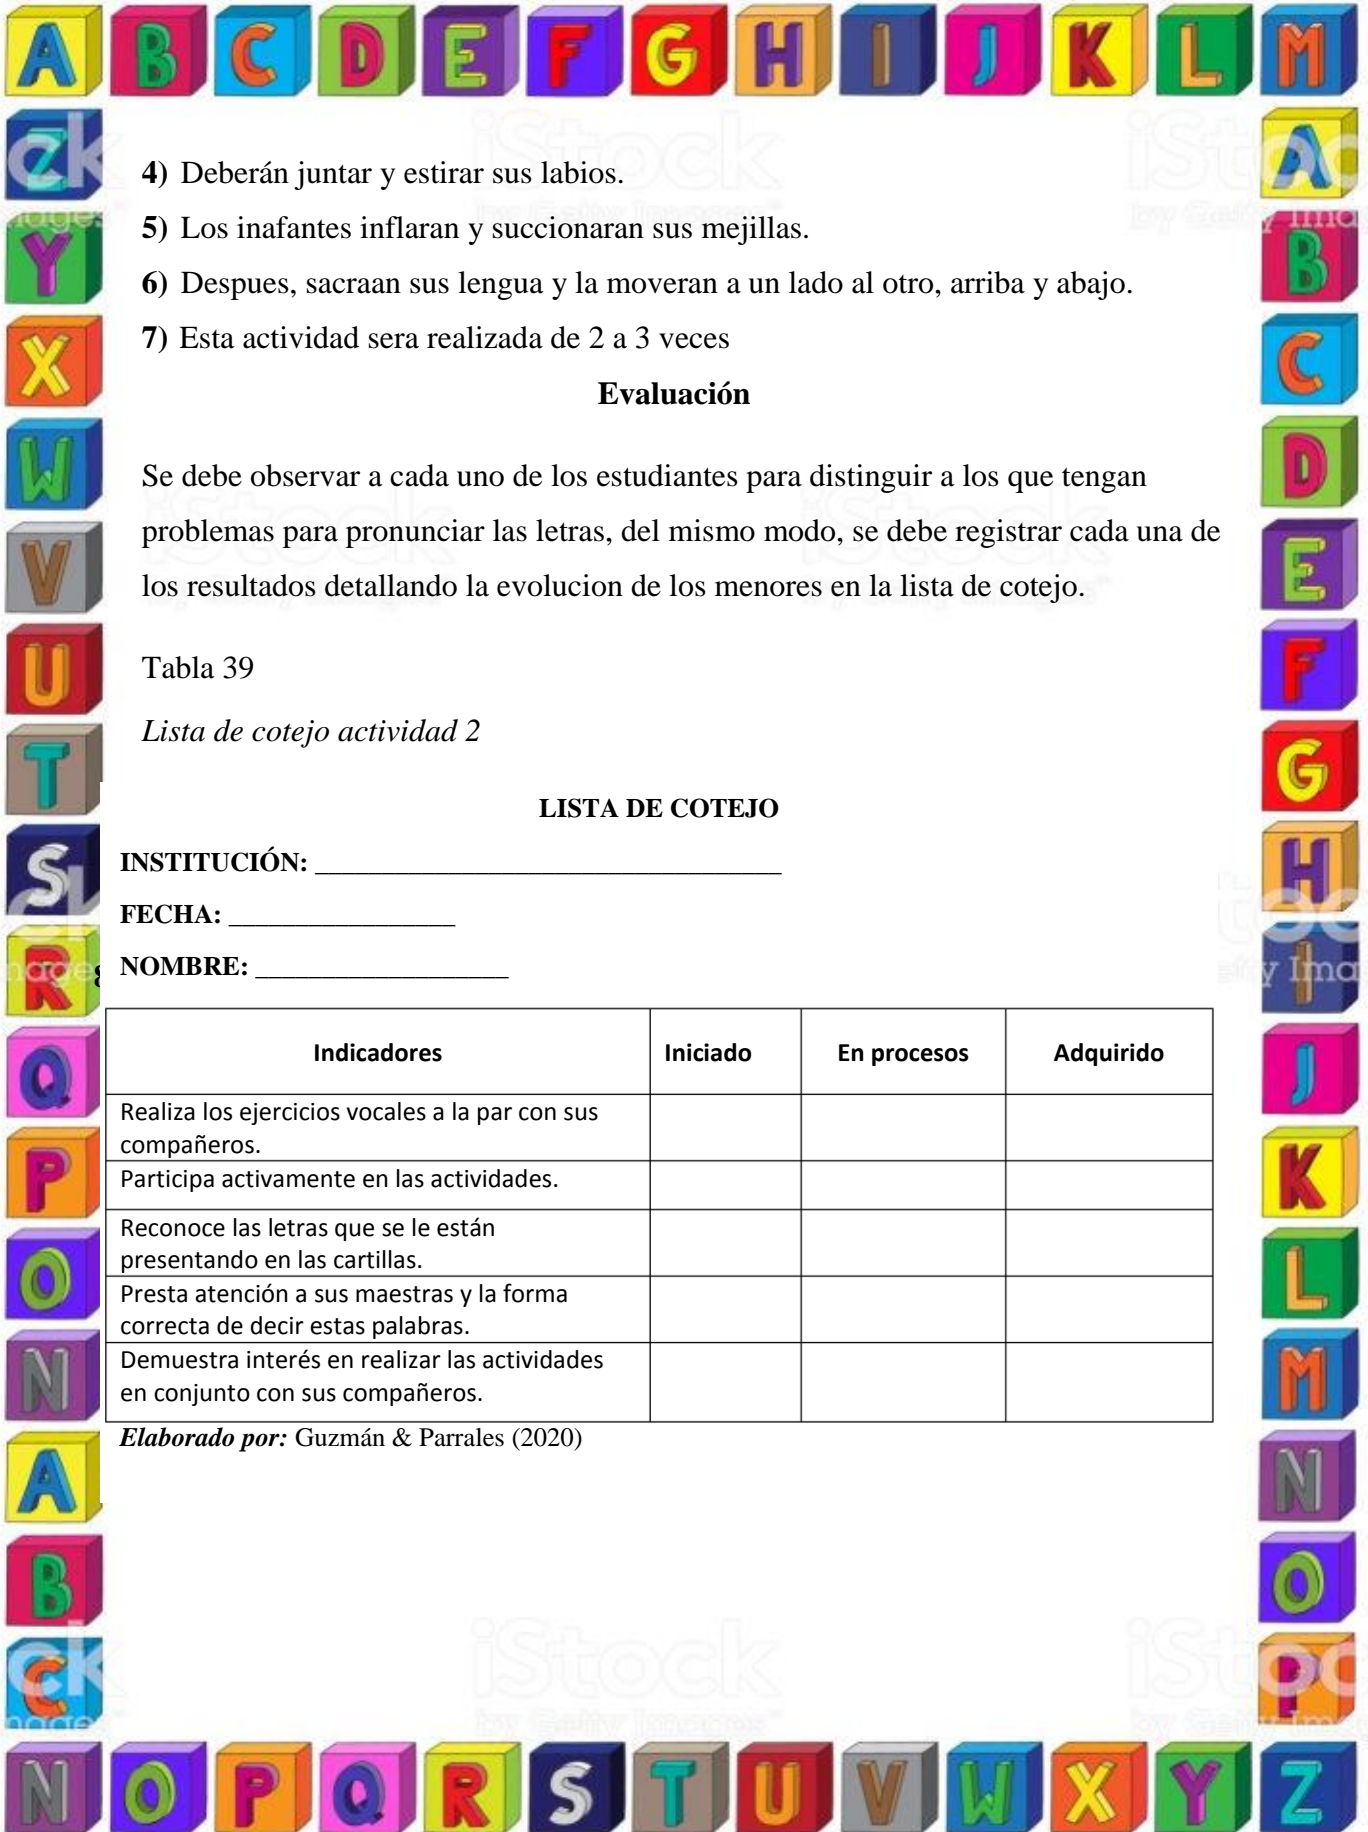 A B C D E F G H I J K L M
4) Deberán juntar y estirar sus labios.
5) Los inafantes inflaran y succionaran sus mejillas.
6) Despues, sacraan sus lengua y la moveran a un lado al otro, arriba y abajo.
7) Esta actividad sera realizada de 2 a 3 veces
Evaluación
Se debe observar a cada uno de los estudiantes para distinguir a los que tengan
problemas para pronunciar las letras, del mismo modo, se debe registrar cada una de
los resultados detallando la evolucion de los menores en la lista de cotejo.
Tabla 39
Lista de cotejo actividad 2
LISTA DE COTEJO
INSTITUCIÓN: ___________________________________
FECHA: _________________
NOMBRE: ___________________
Indicadores Iniciado En procesos Adquirido
Realiza los ejercicios vocales a la par con sus
compañeros.
Participa activamente en las actividades.
Reconoce las letras que se le están
presentando en las cartillas.
Presta atención a sus maestras y la forma
correcta de decir estas palabras.
Demuestra interés en realizar las actividades
en conjunto con sus compañeros.
Elaborado por: Guzmán & Parrales (2020)
Z
Y
X
W
V
U
T
S
R
Q
P
O
N
A
B
C
A
B
C
D
E
F
G
H
I
J
K
L
M
N
O
P
N O P Q R S T U V W X Y Z
iStock
by Getty Images